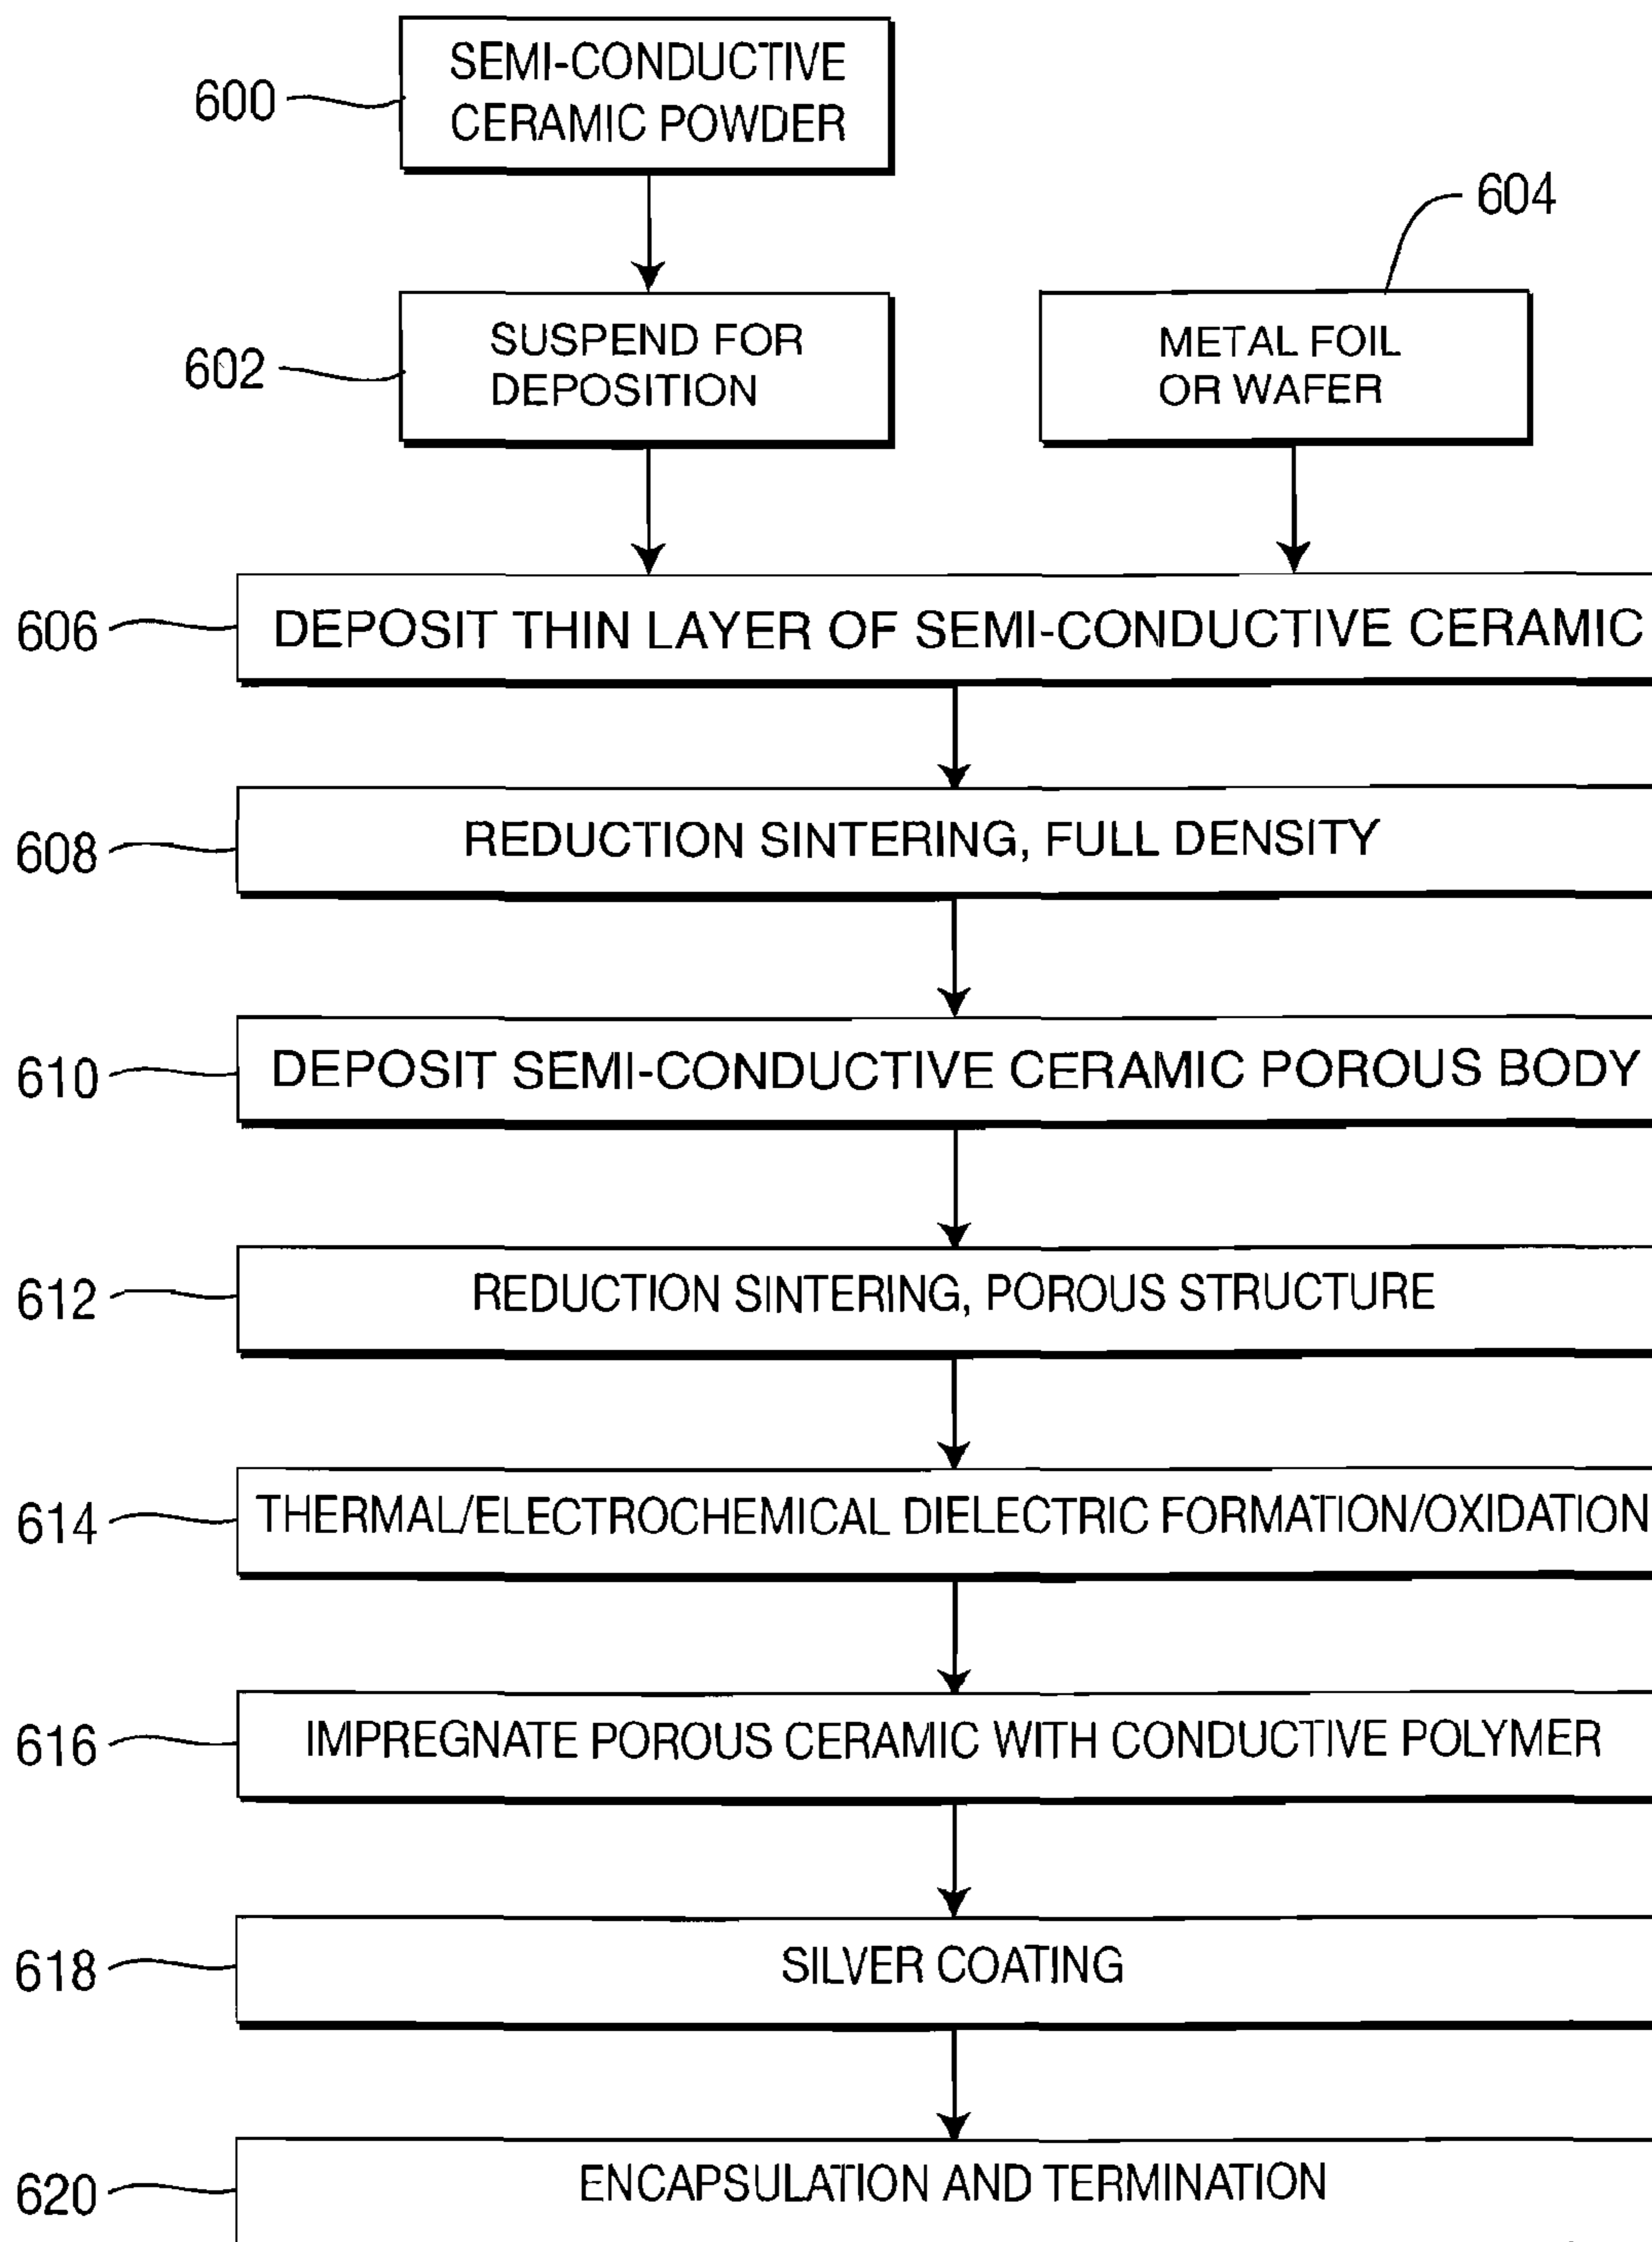 SEMI-CONDUCTIVE
CERAMIC POWDER
600
604
SUSPEND FOR
DEPOSITION
602
METAL FOIL
OR WAFER
606
DEPOSIT THIN LAYER OF SEMI-CONDUCTIVE CERAMIC
608
REDUCTION SINTERING, FULL DENSITY
610
DEPOSIT SEMI-CONDUCTIVE CERAMIC POROUS BODY
612
REDUCTION SINTERING, POROUS STRUCTURE
614
THERMAL/ELECTROCHEMICAL DIELECTRIC FORMATION/OXIDATION
616
IMPREGNATE POROUS CERAMIC WITH CONDUCTIVE POLYMER
618
SILVER COATING
620
ENCAPSULATION AND TERMINATION